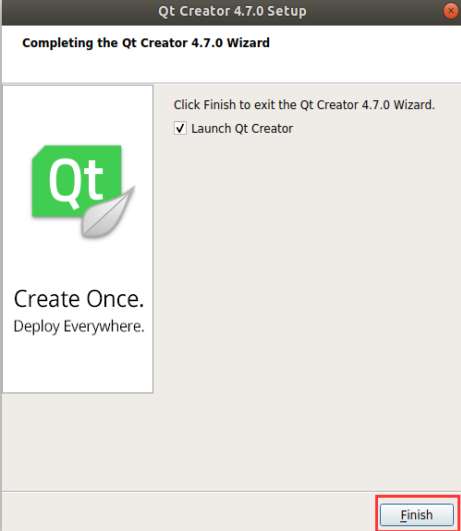 Qt Creator 4.7.0 Setup
Completing the Qt Creator 4.7.0 Wizard
Click Finish to exit the Qt Creator 4.7.0 Wizard.
Launch Qt Creator
Qt
Create Once.
Deploy Everywhere.
Finish